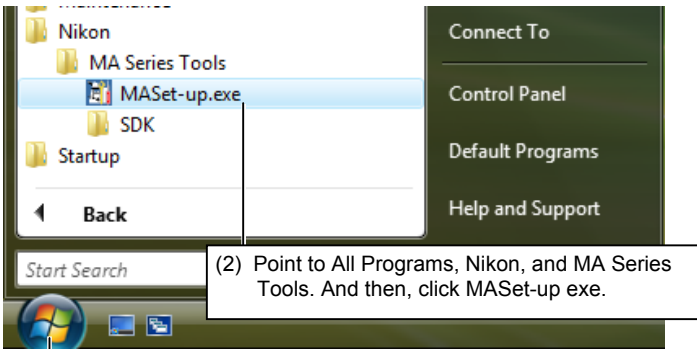 Maintenance
Nikon
MA Series Tools
MASet-up.exe
SDK
Startup
Back
Start Search
Connect To
Control Panel
Default Programs
Help and Support
(2) Point to All Programs, Nikon, and MA Series
Tools. And then, click MASet-up exe.